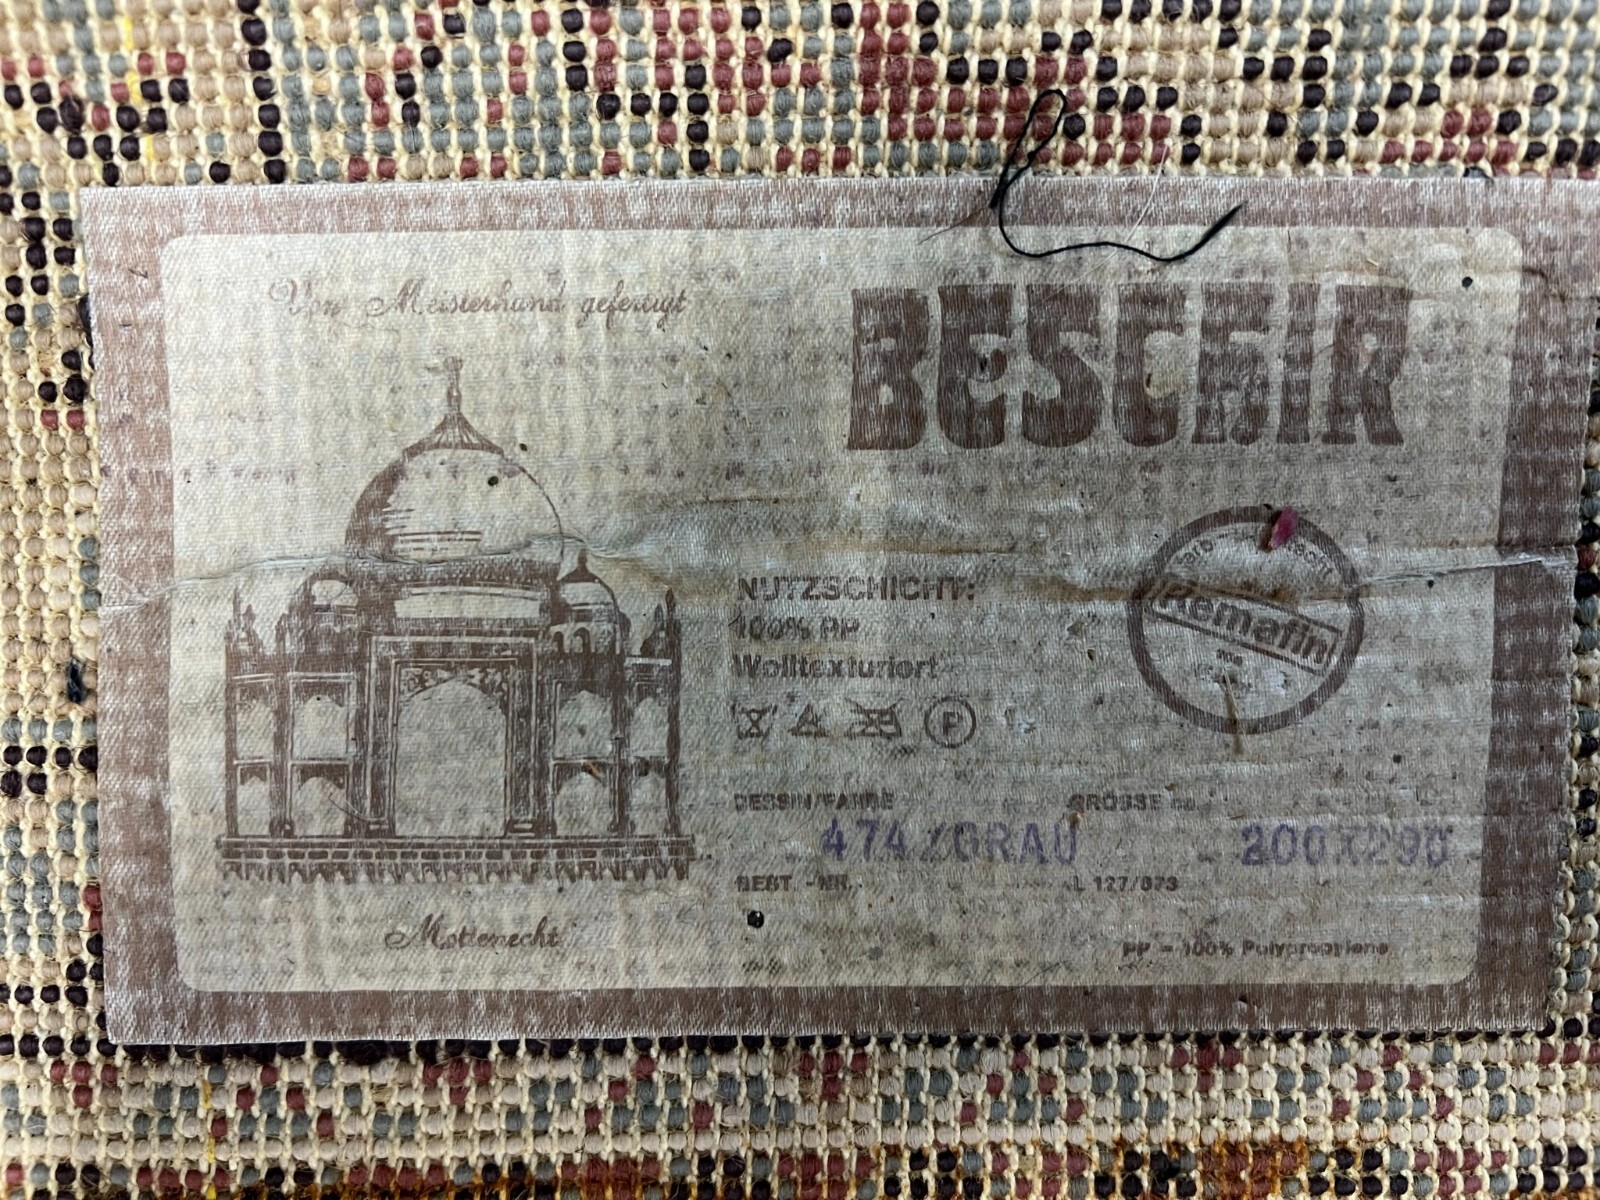 Von Meisterhand gefertigt
BESCHIR
NUTZSCHICHT:
100% PP
Wolltexturiert
P
Remafin
DESSIN/FARBE
GRÖSSE ca.
474/GRAU
200X290
BEST.-NR.
L 127/873
Mottenecht
PP = 100% Polypropylene